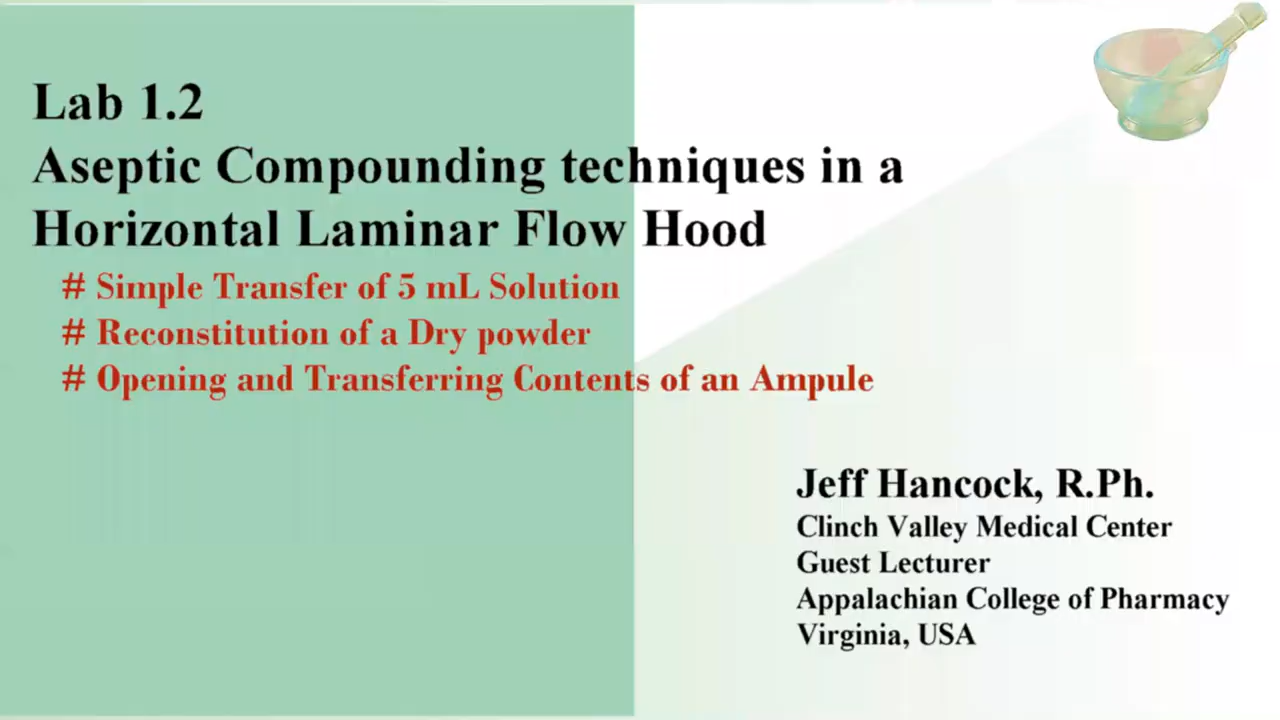 Lab 1.2
Aseptic Compounding techniques in a
Horizontal Laminar Flow Hood
# Simple Transfer of 5 mL Solution
# Reconstitution of a Dry powder
# Opening and Transferring Contents of an Ampule
Jeff Hancock, R.Ph.
Clinch Valley Medical Center
Guest Lecturer
Appalachian College of Pharmacy
Virginia, USA